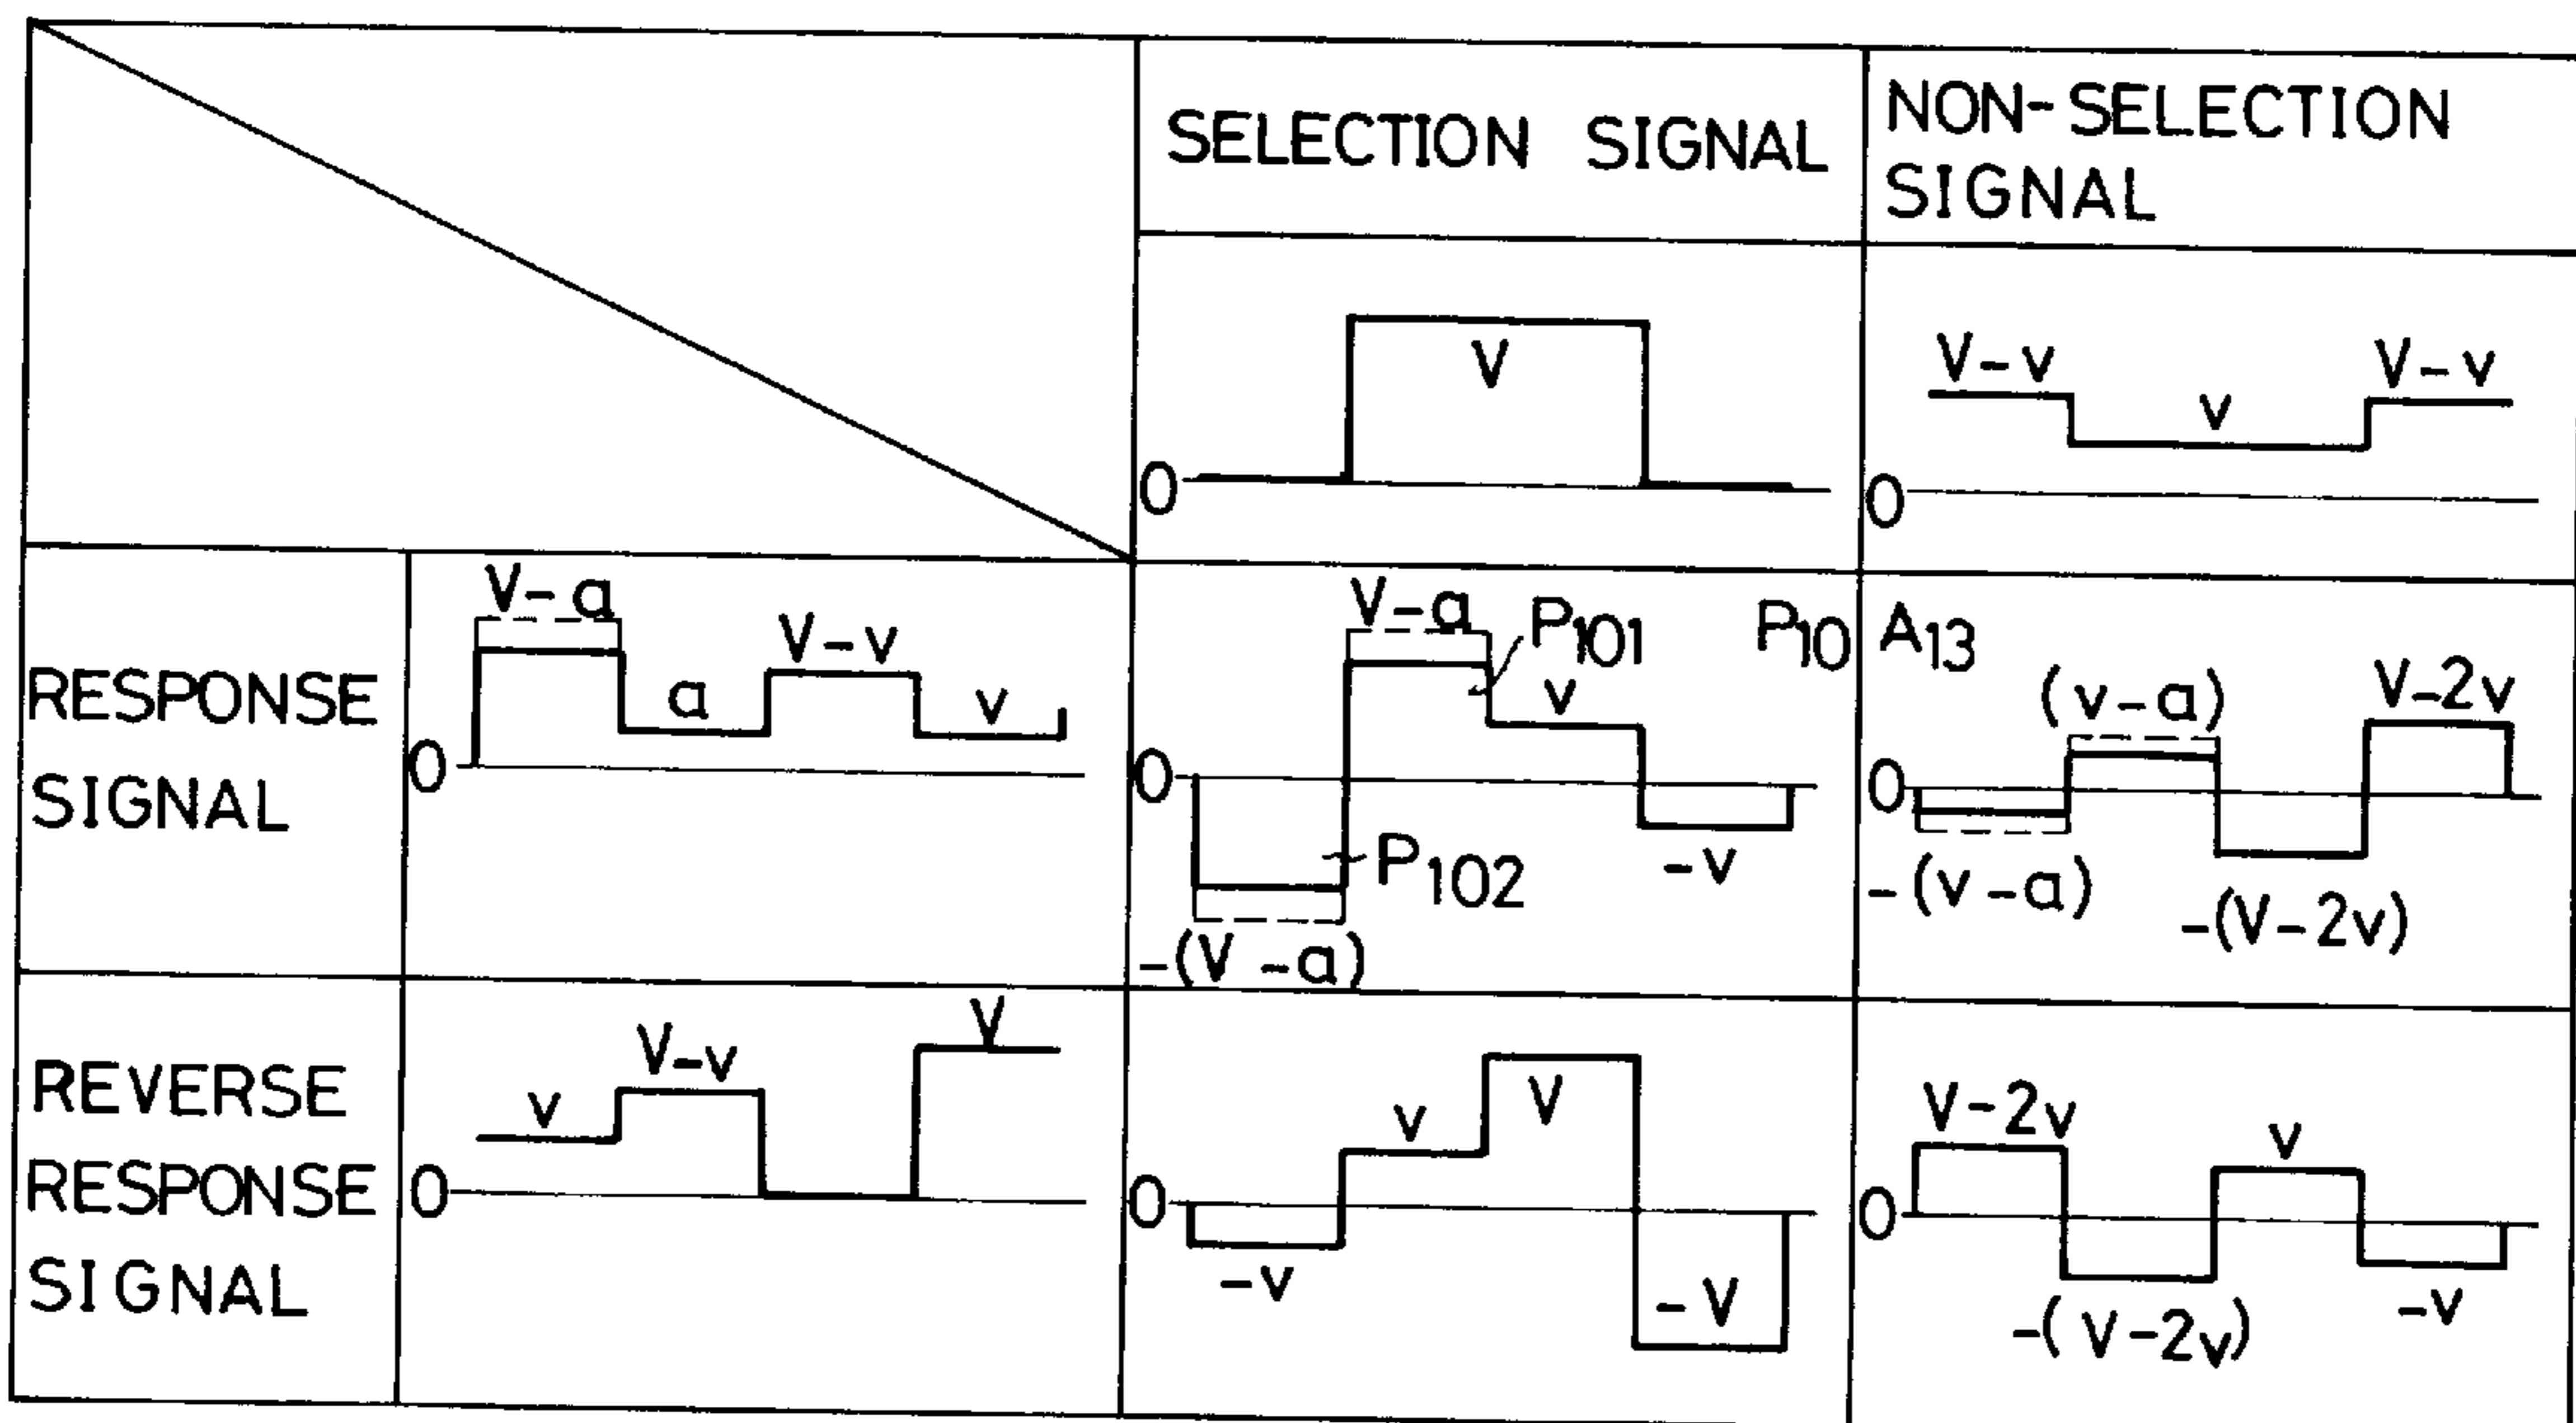 SELECTION SIGNAL
NON-SELECTION
SIGNAL
V
0
V-v
v
V-v
0
RESPONSE
SIGNAL
V-a
a
V-v
v
0
V-a
P101
P10
v
0
P102
-v
-(V-a)
A13
(v-a)
V-2v
0
-(v-a)
-(V-2v)
REVERSE
RESPONSE
SIGNAL
v
V-v
V
0
v
V
0
-v
-V
V-2v
v
0
-(V-2v)
-v